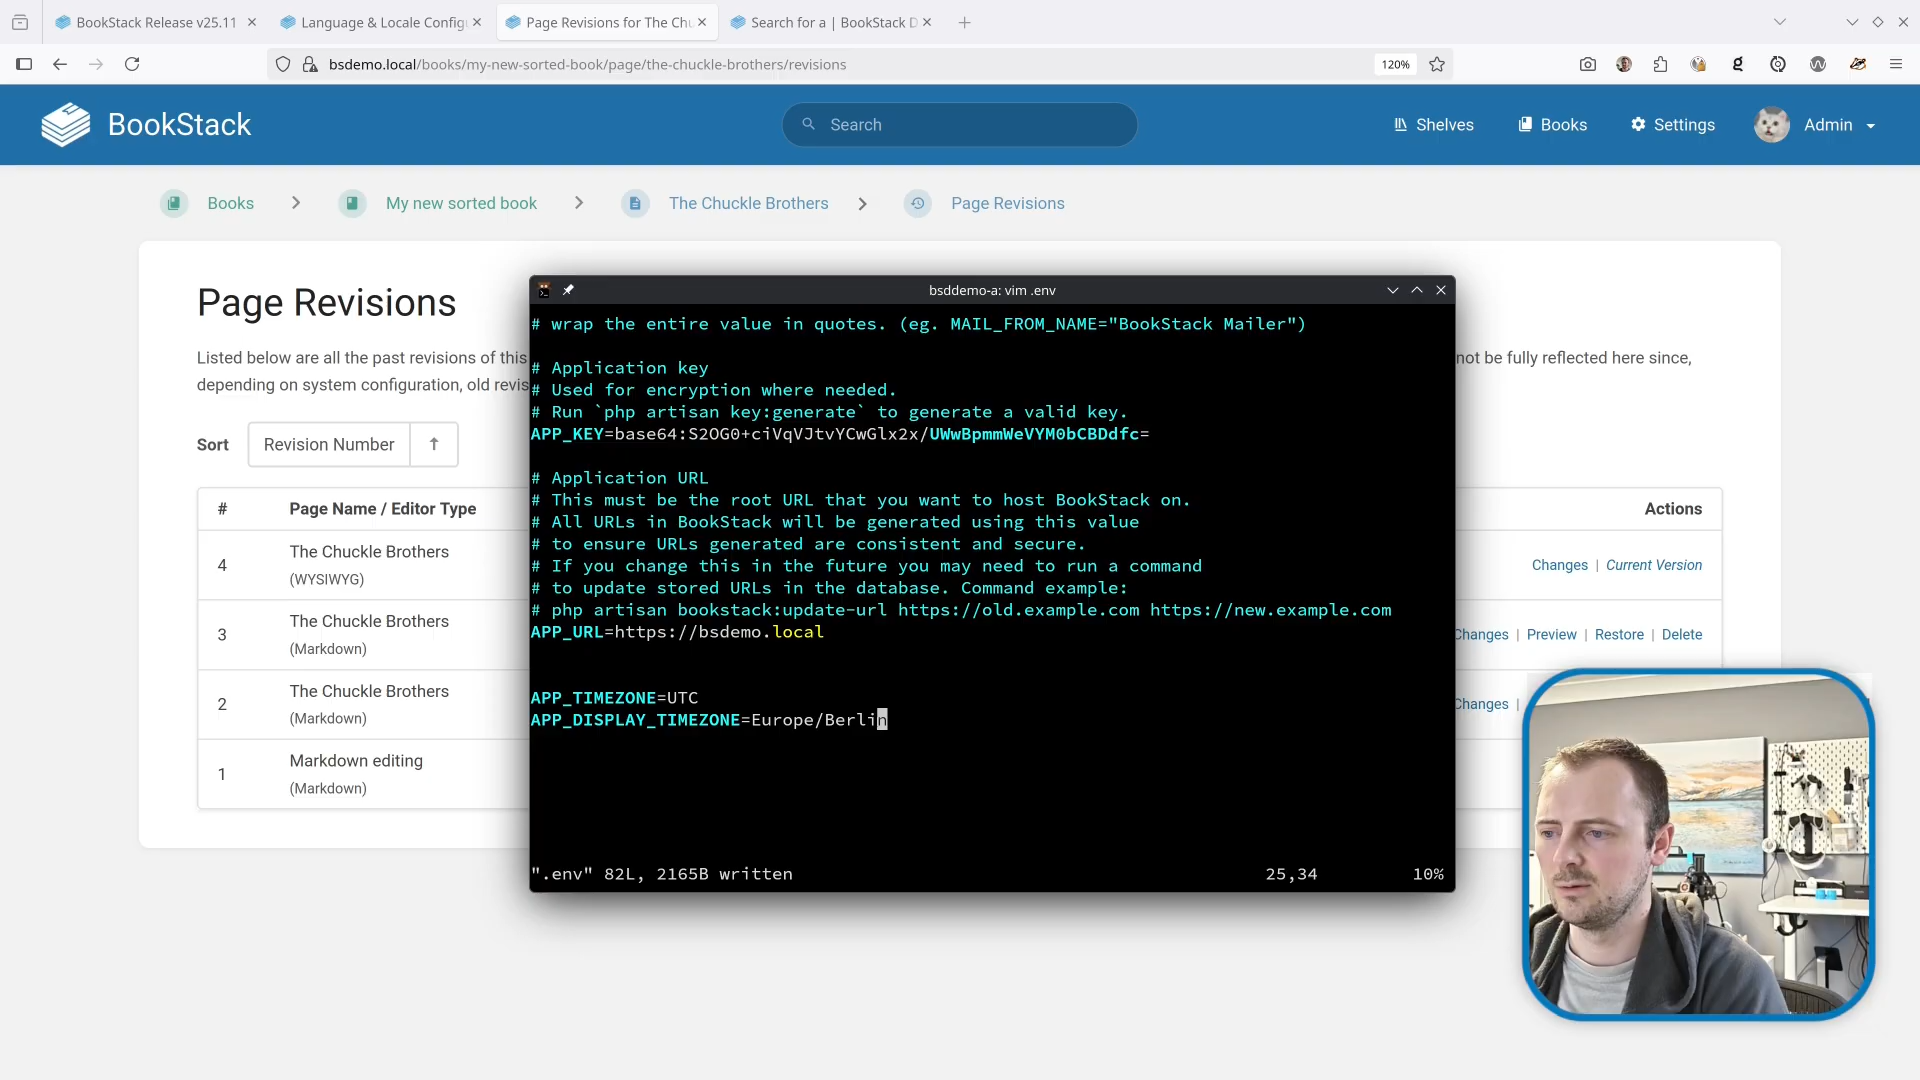 BookStack Release v25.11
Language & Locale Config
Page Revisions for The Chu
Search for a | BookStack D
bsdemo.local/books/my-new-sorted-book/page/the-chuckle-brothers/revisions
120%
BookStack
Search
Shelves
Books
Settings
Admin
Books
My new sorted book
The Chuckle Brothers
Page Revisions
Page Revisions
Listed below are all the past revisions of this
not be fully reflected here since,
depending on system configuration, old revis
Sort
Revision Number
#
Page Name / Editor Type
Actions
4
The Chuckle Brothers
(WYSIWYG)
Changes | Current Version
3
The Chuckle Brothers
(Markdown)
Changes | Preview | Restore | Delete
2
The Chuckle Brothers
(Markdown)
Changes |
1
Markdown editing
(Markdown)
bsddemo-a: vim .env
# wrap the entire value in quotes. (eg. MAIL_FROM_NAME="BookStack Mailer")
# Application key
# Used for encryption where needed.
# Run `php artisan key:generate` to generate a valid key.
APP_KEY=base64:S2OG0+ciVqVJtvYCwGlx2x/UWwBpmmWeVYM0bCBDdfc=
# Application URL
# This must be the root URL that you want to host BookStack on.
# All URLs in BookStack will be generated using this value
# to ensure URLs generated are consistent and secure.
# If you change this in the future you may need to run a command
# to update stored URLs in the database. Command example:
# php artisan bookstack:update-url https://old.example.com https://new.example.com
APP_URL=https://bsdemo.local
APP_TIMEZONE=UTC
APP_DISPLAY_TIMEZONE=Europe/Berlin
".env" 82L, 2165B written
25,34
10%